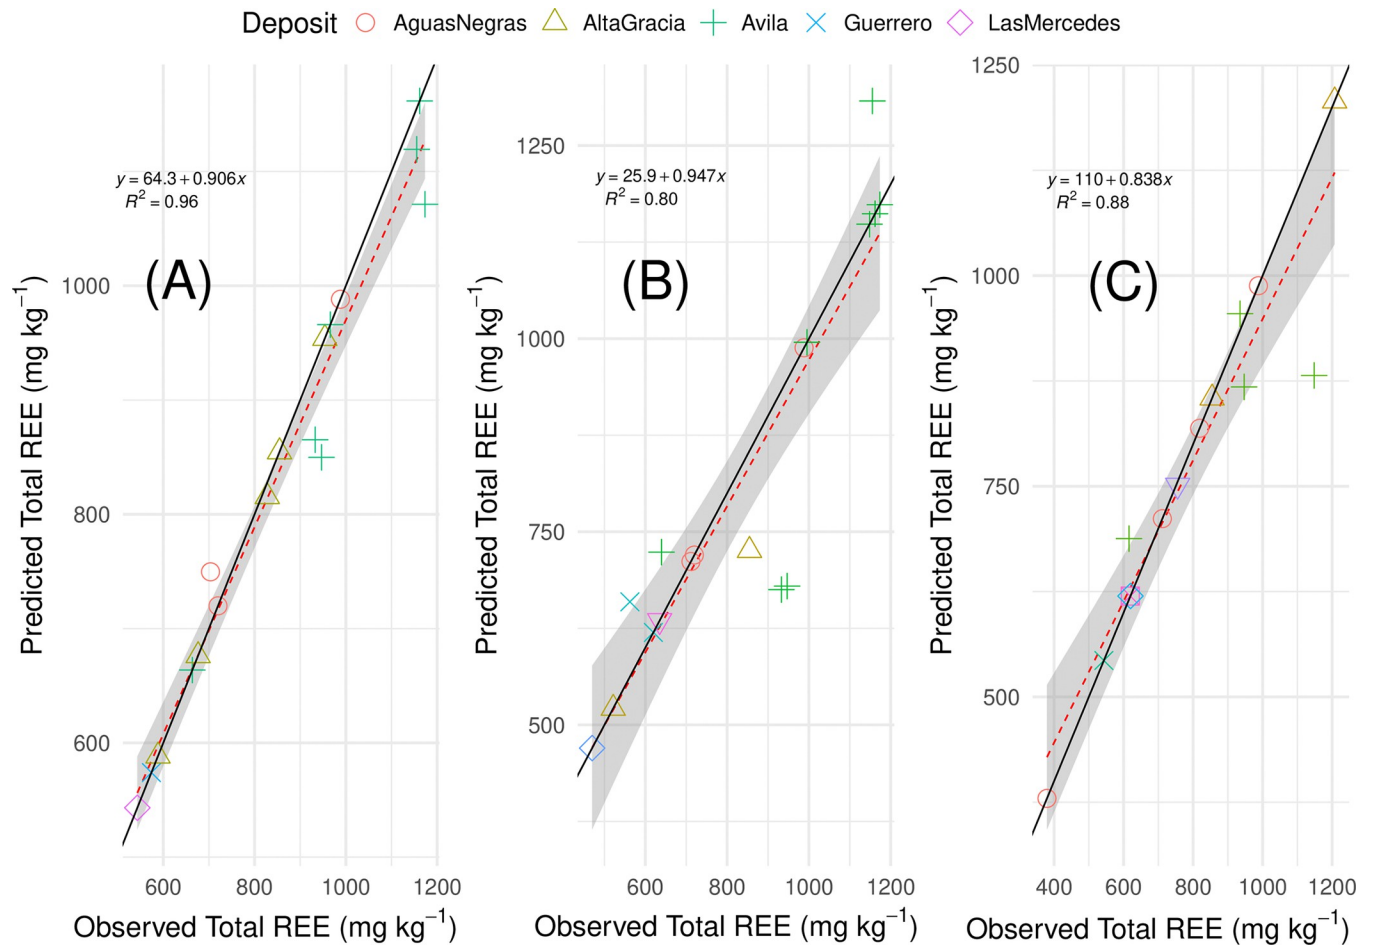 Deposit AguasNegras AltaGracia Avila Guerrero LasMercedes
Predicted Total REE (mg kg⁻¹)
1000
800
600
y = 64.3 + 0.906x
R² = 0.96
(A)
600 800 1000 1200
Observed Total REE (mg kg⁻¹)
Predicted Total REE (mg kg⁻¹)
1250
1000
750
500
y = 25.9 + 0.947x
R² = 0.80
(B)
600 800 1000 1200
Observed Total REE (mg kg⁻¹)
Predicted Total REE (mg kg⁻¹)
1250
1000
750
500
y = 110 + 0.838x
R² = 0.88
(C)
400 600 800 1000 1200
Observed Total REE (mg kg⁻¹)